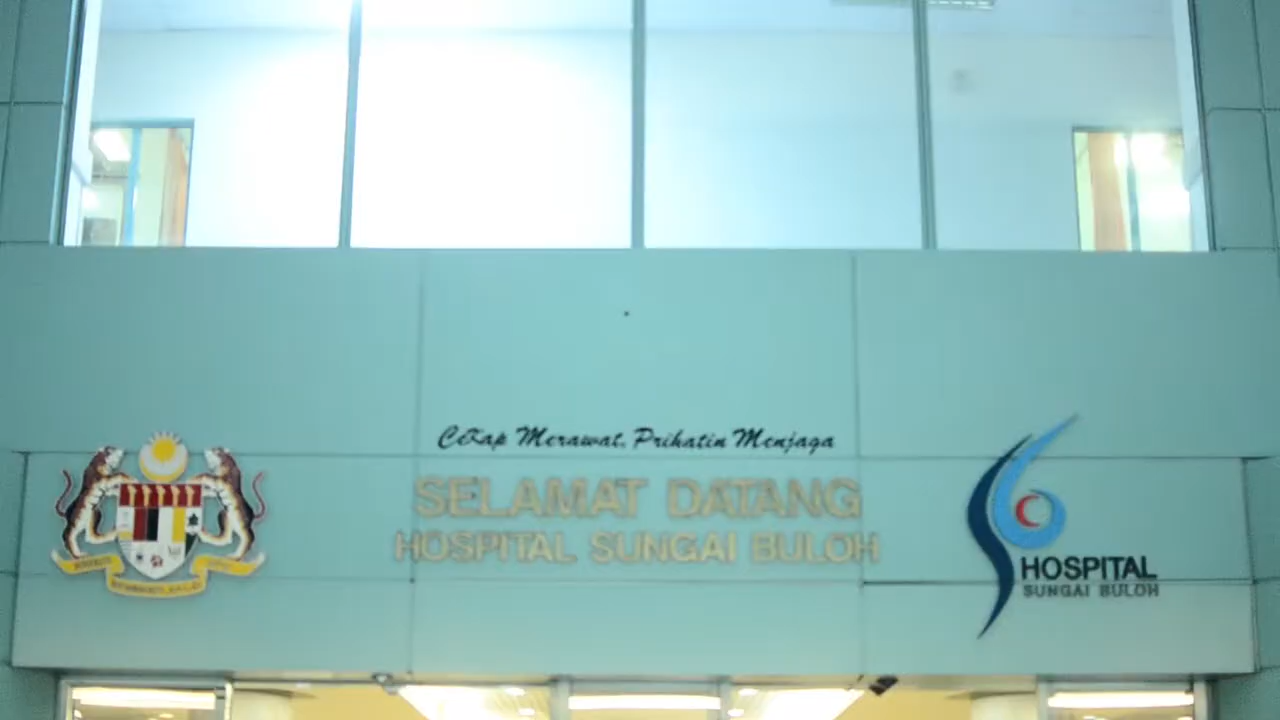 CeKap Merawat, Prihatin Menjaga
SELAMAT DATANG
HOSPITAL SUNGAI BULOH
HOSPITAL
SUNGAI BULOH